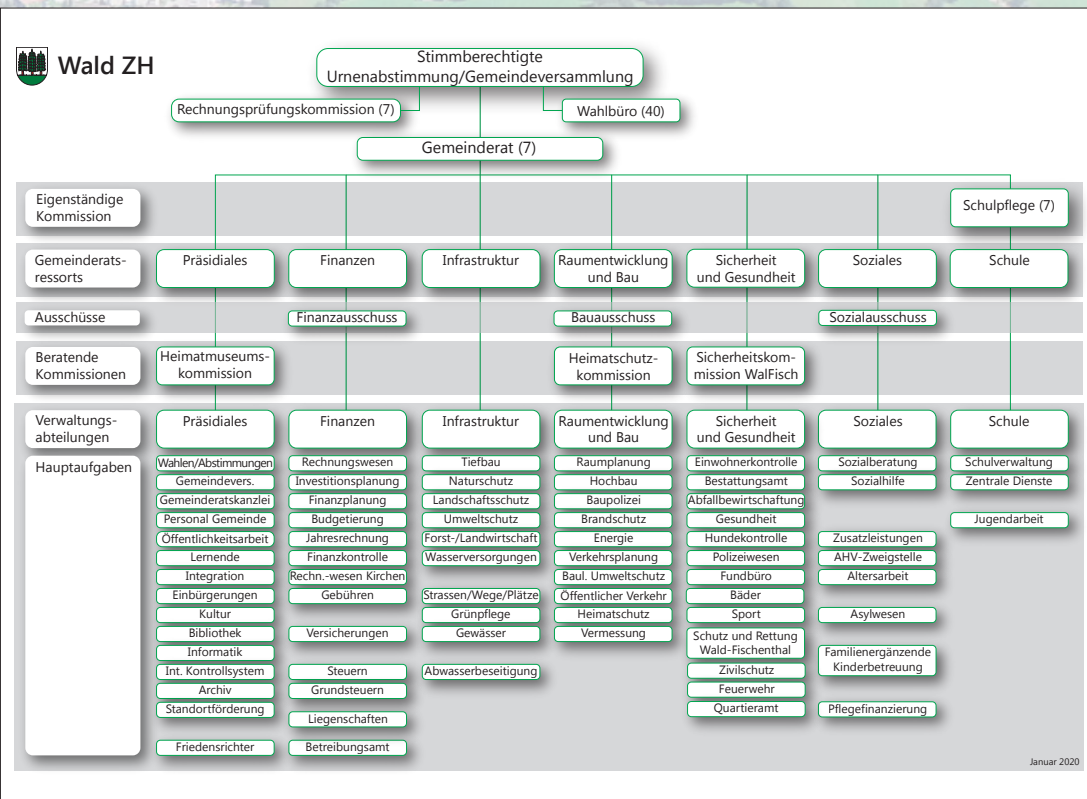 Wald ZH
Stimmberechtigte
Urnenabstimmung/Gemeindeversammlung
Rechnungsprüfungskommission (7)
Wahlbüro (40)
Gemeinderat (7)
Eigenständige
Kommission
Schulpflege (7)
Gemeinderats-
ressorts
Präsidiales
Finanzen
Infrastruktur
Raumentwicklung
und Bau
Sicherheit
und Gesundheit
Soziales
Schule
Ausschüsse
Finanzausschuss
Bauausschuss
Sozialausschuss
Beratende
Kommissionen
Heimatmuseums-
kommission
Heimatschutz-
kommission
Sicherheitskom-
mission WalFisch
Verwaltungs-
abteilungen
Präsidiales
Finanzen
Infrastruktur
Raumentwicklung
und Bau
Sicherheit
und Gesundheit
Soziales
Schule
Hauptaufgaben
Wahlen/Abstimmungen
Gemeindevers.
Gemeinderatskanzlei
Personal Gemeinde
Öffentlichkeitsarbeit
Lernende
Integration
Einbürgerungen
Kultur
Bibliothek
Informatik
Int. Kontrollsystem
Archiv
Standortförderung
Friedensrichter
Rechnungswesen
Investitionsplanung
Finanzplanung
Budgetierung
Jahresrechnung
Finanzkontrolle
Rechn.-wesen Kirchen
Gebühren
Versicherungen
Steuern
Grundsteuern
Liegenschaften
Betreibungsamt
Tiefbau
Naturschutz
Landschaftsschutz
Umweltschutz
Forst-/Landwirtschaft
Wasserversorgungen
Strassen/Wege/Plätze
Grünpflege
Gewässer
Abwasserbeseitigung
Raumplanung
Hochbau
Baupolizei
Brandschutz
Energie
Verkehrsplanung
Baul. Umweltschutz
Öffentlicher Verkehr
Heimatschutz
Vermessung
Einwohnerkontrolle
Bestattungsamt
Abfallbewirtschaftung
Gesundheit
Hundekontrolle
Polizeiwesen
Fundbüro
Bäder
Sport
Schutz und Rettung
Wald-Fischenthal
Zivilschutz
Feuerwehr
Quartieramt
Sozialberatung
Sozialhilfe
Zusatzleistungen
AHV-Zweigstelle
Altersarbeit
Asylwesen
Familienergänzende
Kinderbetreuung
Pflegefinanzierung
Schulverwaltung
Zentrale Dienste
Jugendarbeit
Januar 2020